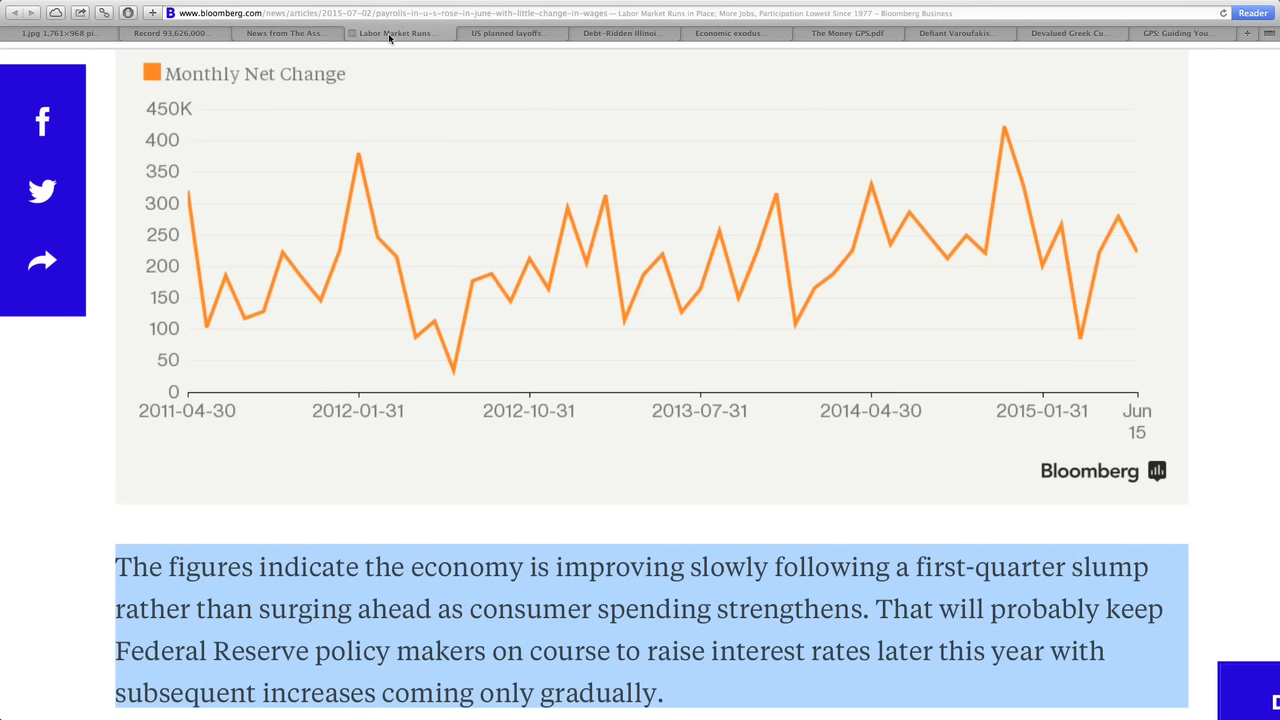 www.bloomberg.com/news/articles/2015-07-02/payrolls-in-u-s-rose-in-june-with-little-change-in-wages — Labor Market Runs in Place; More Jobs, Participation Lowest Since 1977 – Bloomberg Business
Reader
1.jpg 1,761×968 pi...
Record 93,626,000...
News from The Ass...
Labor Market Runs...
US planned layoffs...
Debt-Ridden Illinoi...
Economic exodus...
The Money GPS.pdf
Defiant Varoufakis...
Devalued Greek Cu...
GPS: Guiding You...
Monthly Net Change
450K
400
350
300
250
200
150
100
50
0
2011-04-30
2012-01-31
2012-10-31
2013-07-31
2014-04-30
2015-01-31
Jun
15
Bloomberg
The figures indicate the economy is improving slowly following a first-quarter slump
rather than surging ahead as consumer spending strengthens. That will probably keep
Federal Reserve policy makers on course to raise interest rates later this year with
subsequent increases coming only gradually.